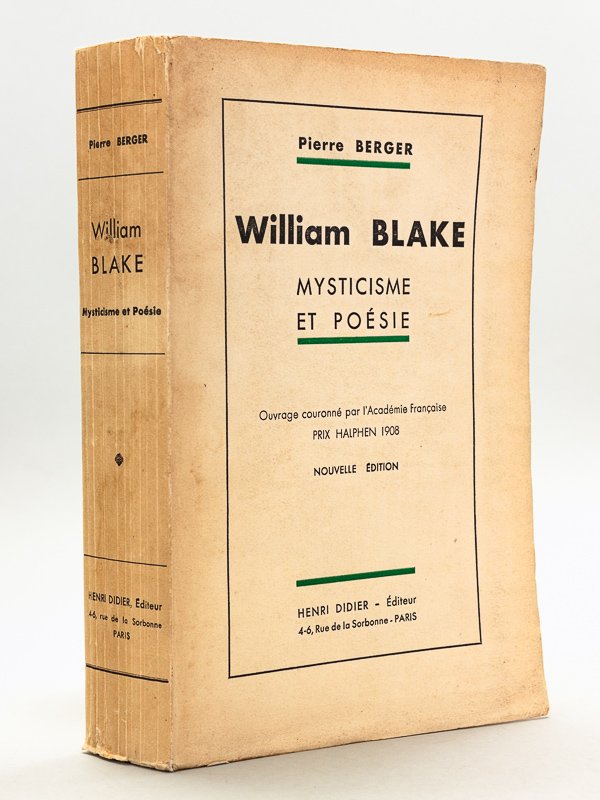 Pierre BERGER
William
BLAKE
Mysticisme et Poésie
HENRI DIDIER, Éditeur
4-6, rue de la Sorbonne
PARIS
Pierre BERGER
William BLAKE
MYSTICISME
ET POÉSIE
Ouvrage couronné par l'Académie Française
PRIX HALPHEN 1908
NOUVELLE ÉDITION
HENRI DIDIER - Éditeur
4-6, Rue de la Sorbonne - PARIS